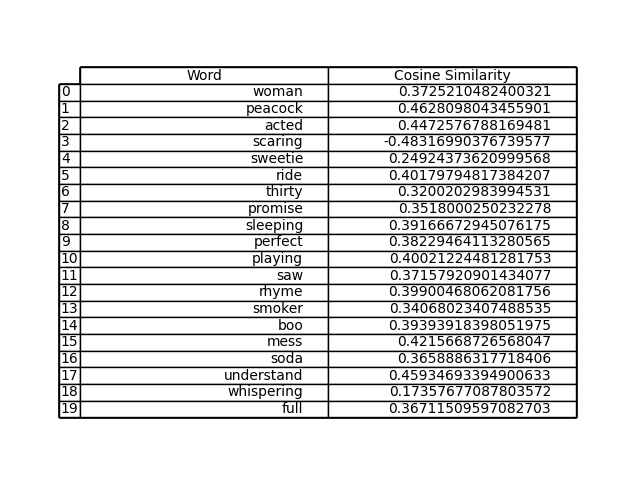 Word Cosine Similarity
0 woman 0.3725210482400321
1 peacock 0.4628098043455901
2 acted 0.4472576788169481
3 scaring -0.48316990376739577
4 sweetie 0.24924373620999568
5 ride 0.40179794817384207
6 thirty 0.3200202983994531
7 promise 0.3518000250232278
8 sleeping 0.39166672945076175
9 perfect 0.38229464113280565
10 playing 0.40021224481281753
11 saw 0.37157920901434077
12 rhyme 0.39900468062081756
13 smoker 0.34068023407488535
14 boo 0.39393918398051975
15 mess 0.4215668726568047
16 soda 0.3658886317718406
17 understand 0.45934693394900633
18 whispering 0.17357677087803572
19 full 0.36711509597082703